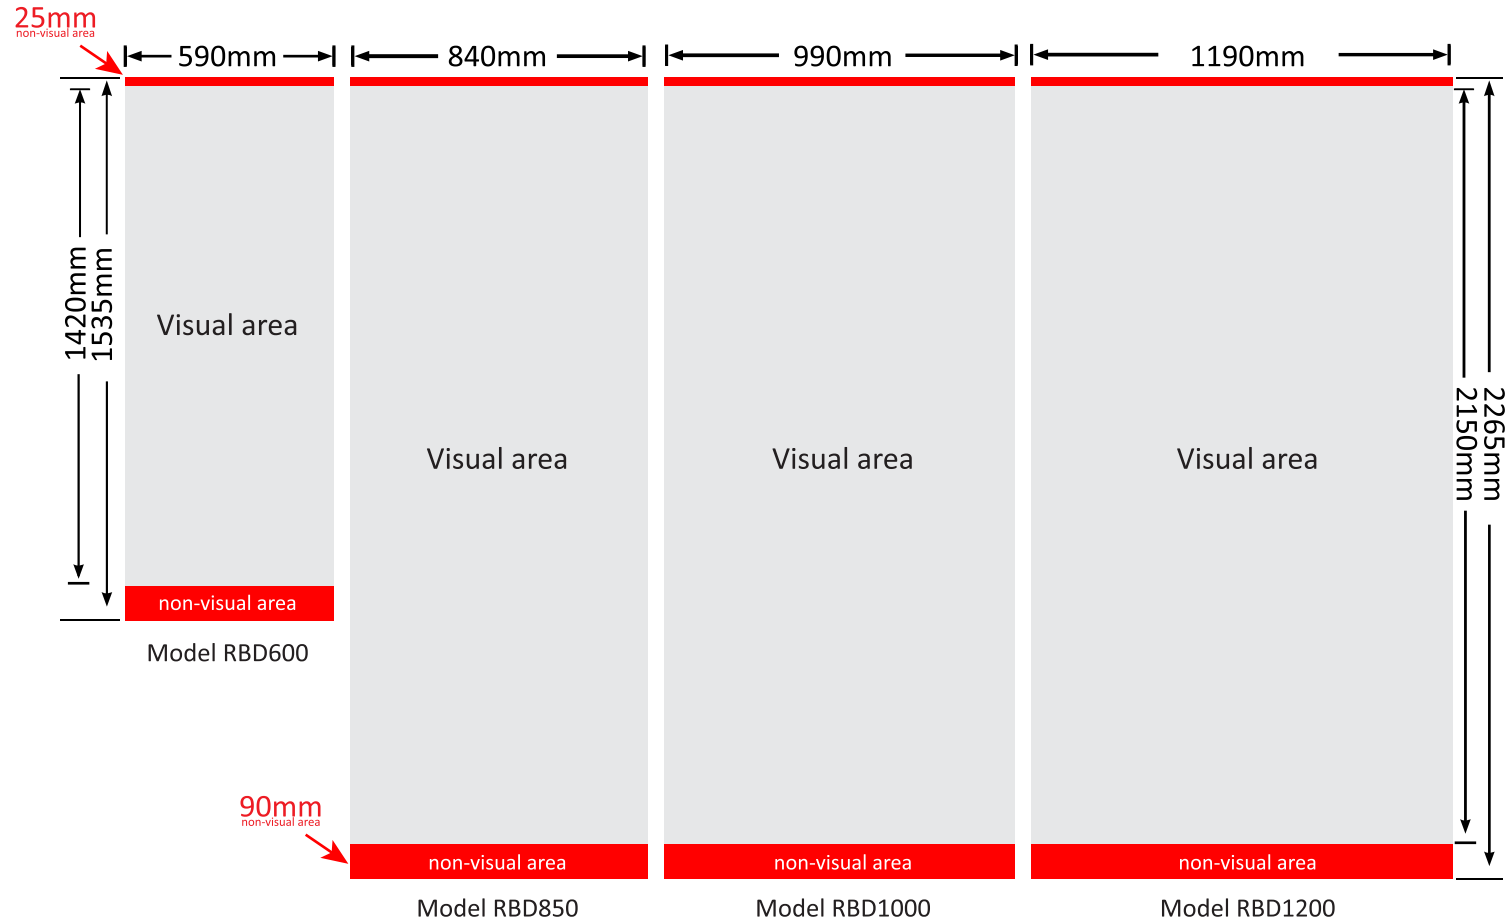 25mm
non-visual area
590mm
840mm
990mm
1190mm
1420mm
1535mm
Visual area
Visual area
Visual area
Visual area
2150mm
2265mm
non-visual area
Model RBD600
90mm
non-visual area
non-visual area
non-visual area
non-visual area
Model RBD850
Model RBD1000
Model RBD1200